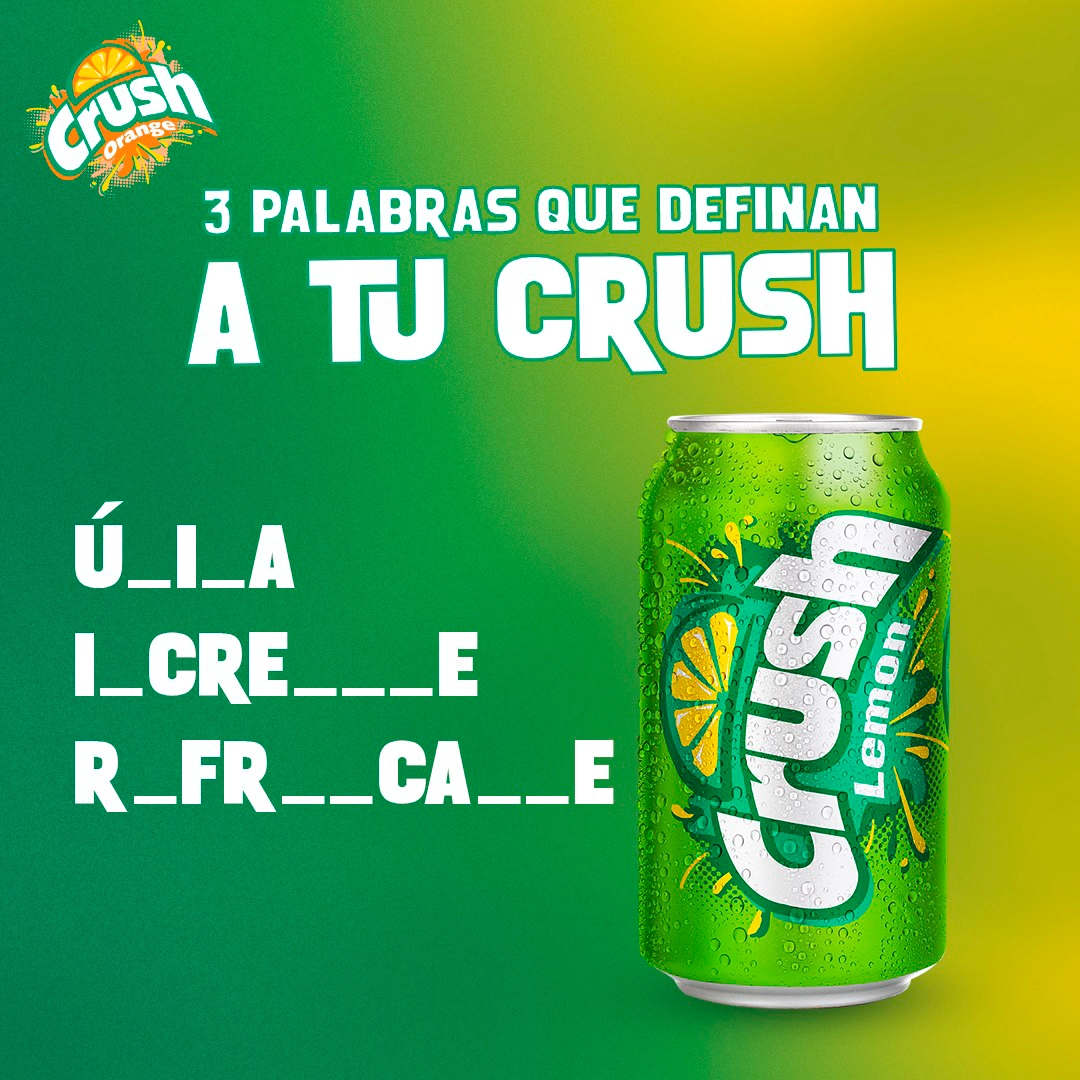 Crush
Orange
3 PALABRAS QUE DEFINAN
A TU CRUSH
Ú_I_A
I_CRE___E
R_FR__CA__E
Crush
Lemon